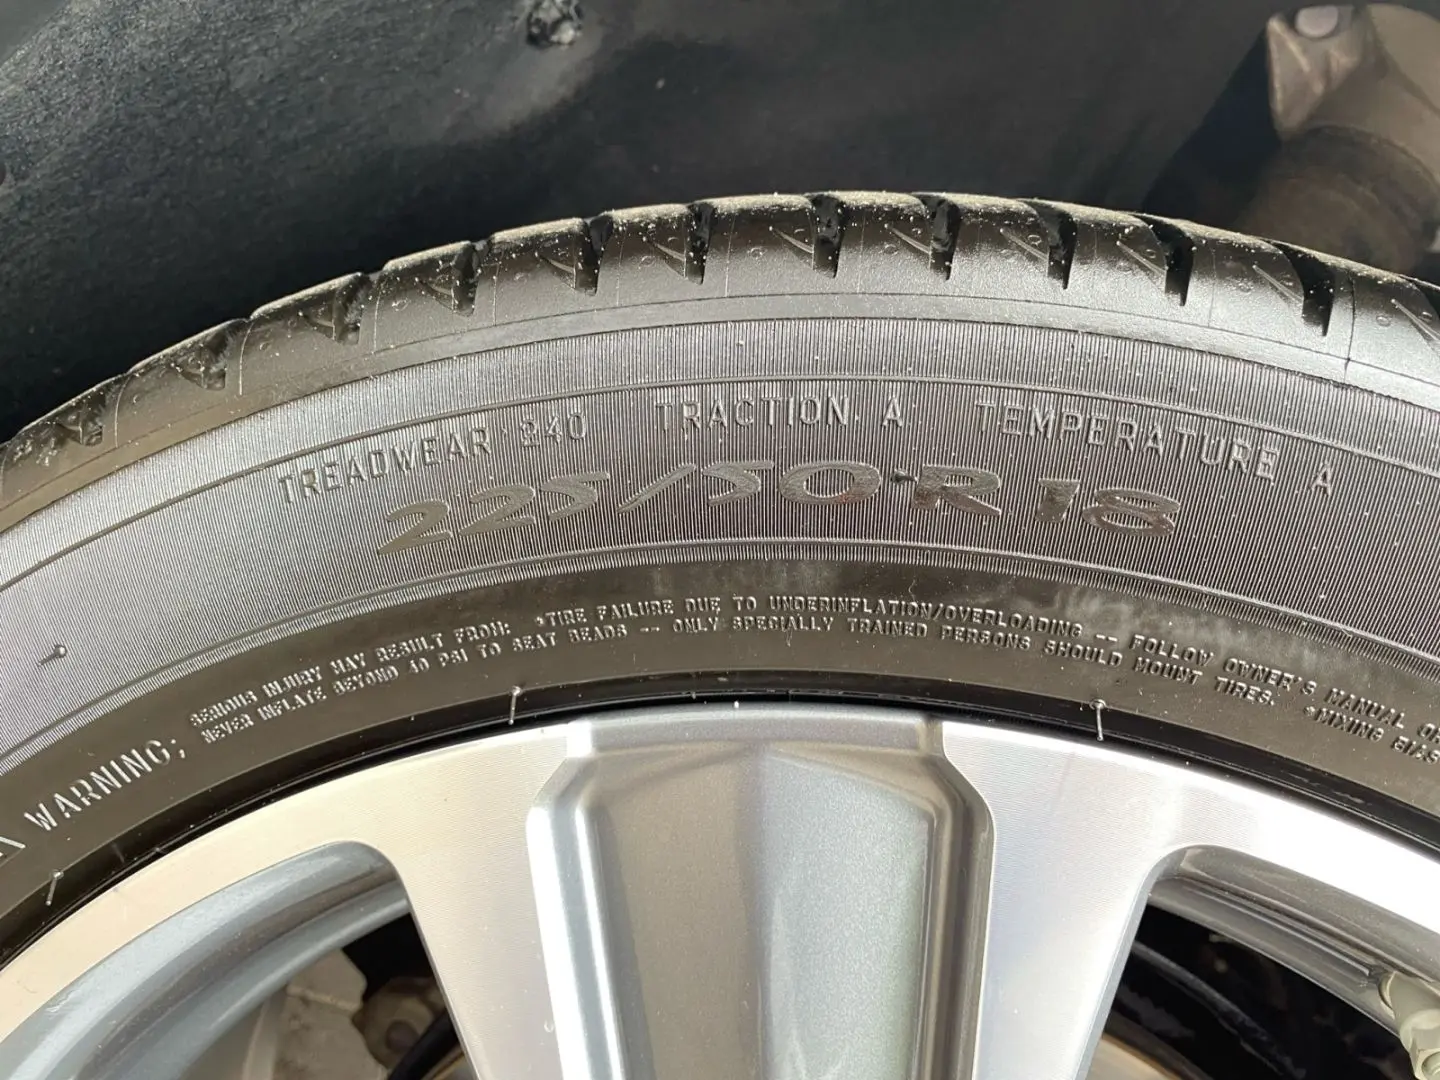 TREADWEAR 240 TRACTION A TEMPERATURE A
225/50R18
WARNING; SERIOUS INJURY MAY RESULT FROM: •TIRE FAILURE DUE TO UNDERINFLATION/OVERLOADING -- FOLLOW OWNER'S MANUAL
NEVER INFLATE BEYOND 40 PSI TO SEAT BEADS -- ONLY SPECIALLY TRAINED PERSONS SHOULD MOUNT TIRES. •MIXING BIAS